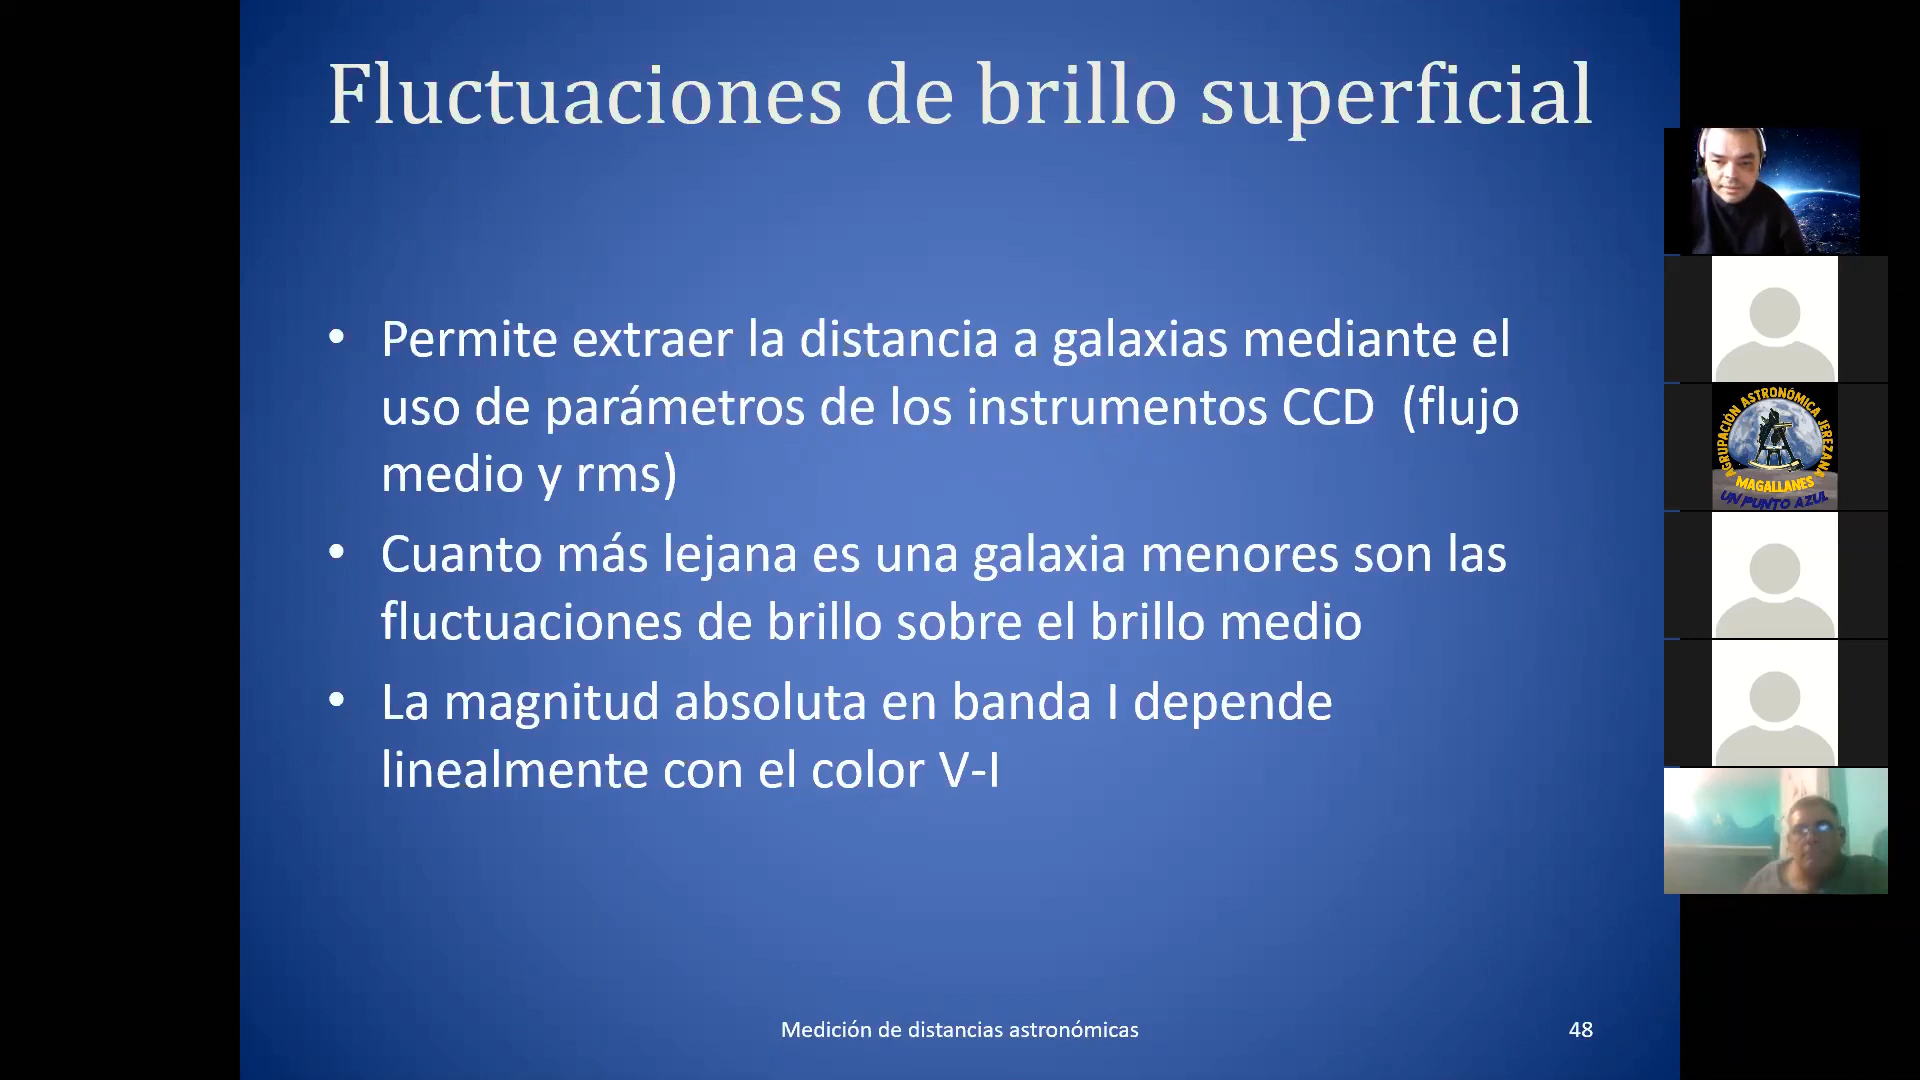 Fluctuaciones de brillo superficial
• Permite extraer la distancia a galaxias mediante el
uso de parámetros de los instrumentos CCD (flujo
medio y rms)
• Cuanto más lejana es una galaxia menores son las
fluctuaciones de brillo sobre el brillo medio
• La magnitud absoluta en banda I depende
linealmente con el color V-I
Medición de distancias astronómicas
48
AGRUPACIÓN ASTRONÓMICA JEREZANA
MAGALLANES
UN PUNTO AZUL